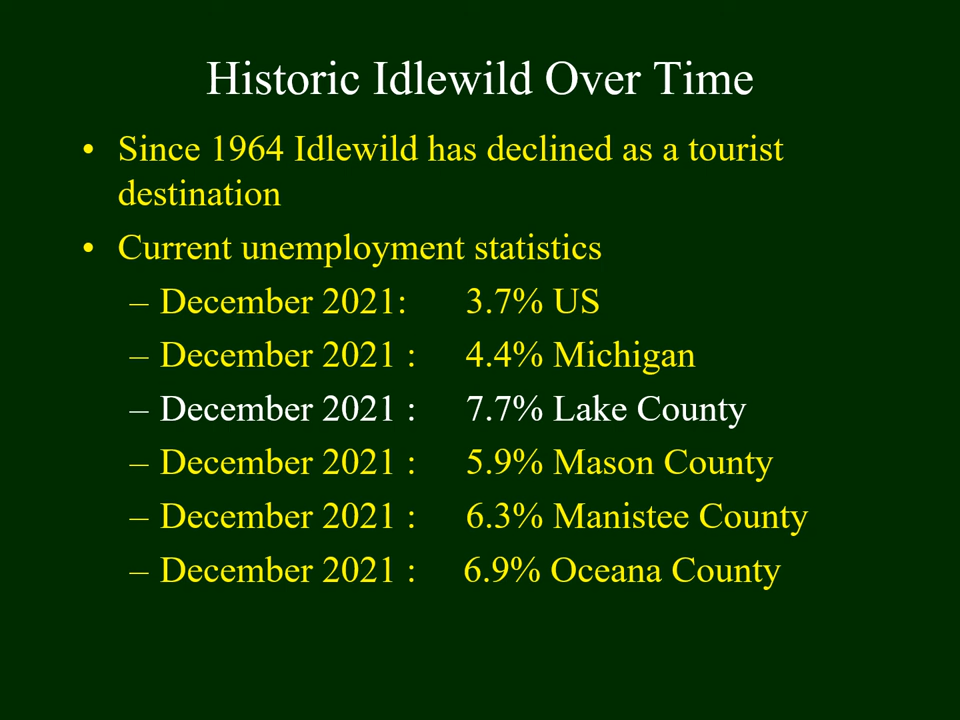 Historic Idlewild Over Time
• Since 1964 Idlewild has declined as a tourist
destination
• Current unemployment statistics
– December 2021: 3.7% US
– December 2021 : 4.4% Michigan
– December 2021 : 7.7% Lake County
– December 2021 : 5.9% Mason County
– December 2021 : 6.3% Manistee County
– December 2021 : 6.9% Oceana County